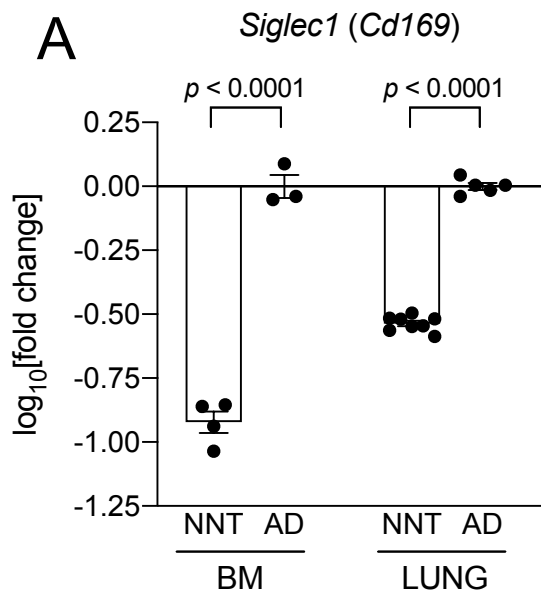 A
Siglec1 (Cd169)
p < 0.0001
p < 0.0001
0.25
0.00
-0.25
-0.50
-0.75
-1.00
-1.25
log10[fold change]
NNT AD NNT AD
BM LUNG